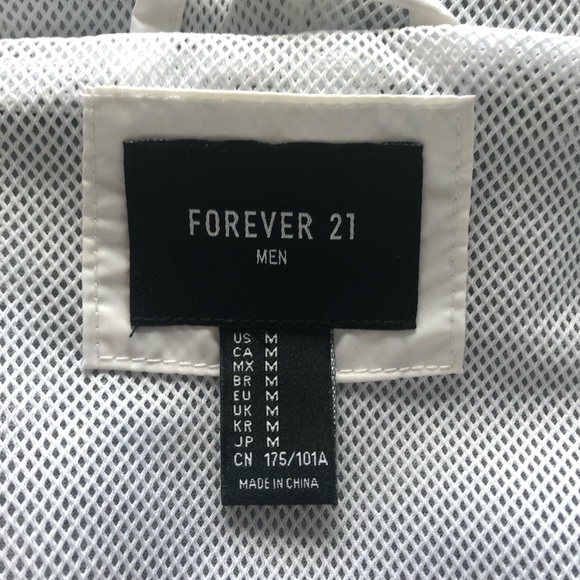 FOREVER 21
MEN
US M
CA M
MX M
BR M
EU M
UK M
KR M
JP M
CN 175/101A
MADE IN CHINA